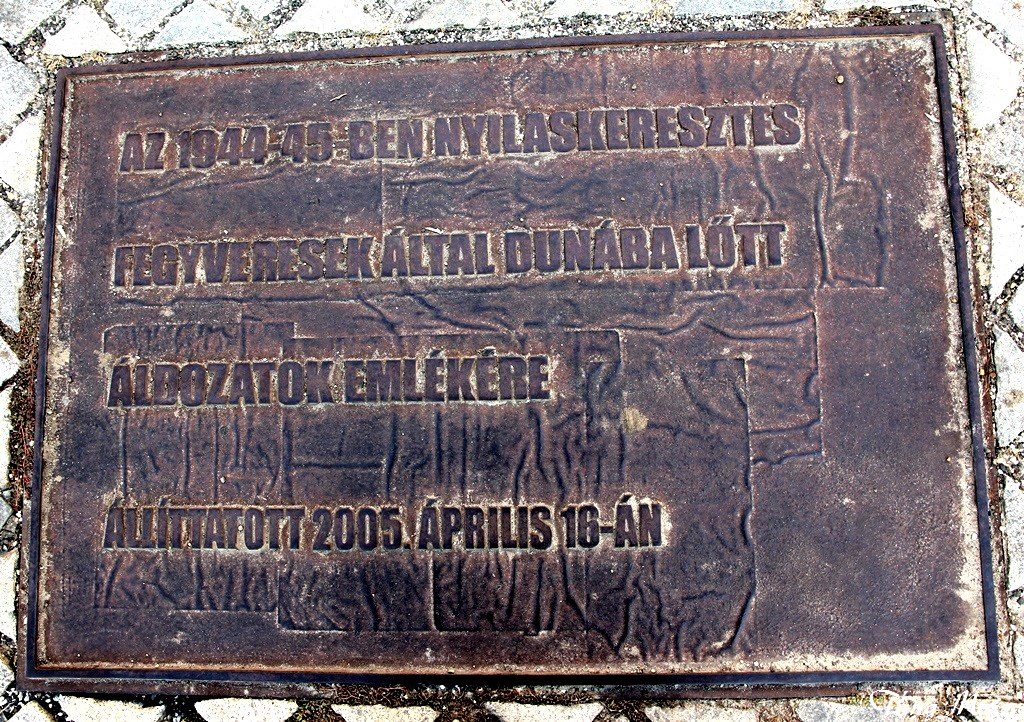 AZ 1944-45-BEN NYILASKERESZTES
FEGYVERESEK ÁLTAL DUNÁBA LŐTT
ÁLDOZATOK EMLÉKÉRE
ÁLLÍTTATOTT 2005. ÁPRILIS 16-ÁN